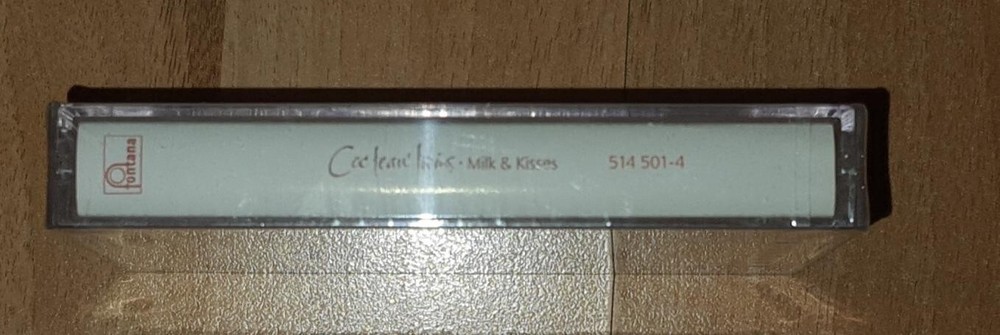 fontana Cocteau Twins · Milk & Kisses 514 501-4